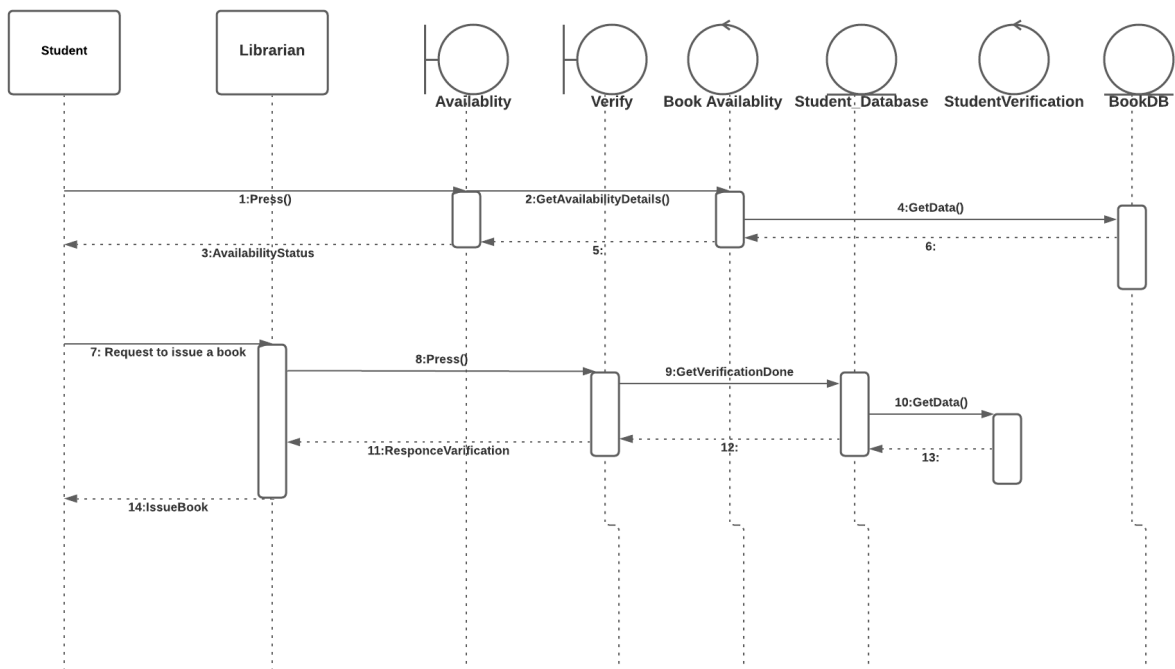 Student
Librarian
Availablity
Verify
Book Availablity
Student_Database
StudentVerification
BookDB
1:Press()
2:GetAvailabilityDetails()
4:GetData()
3:AvailabilityStatus
5:
6:
7: Request to issue a book
8:Press()
9:GetVerificationDone
10:GetData()
11:ResponceVarification
12:
13:
14:IssueBook